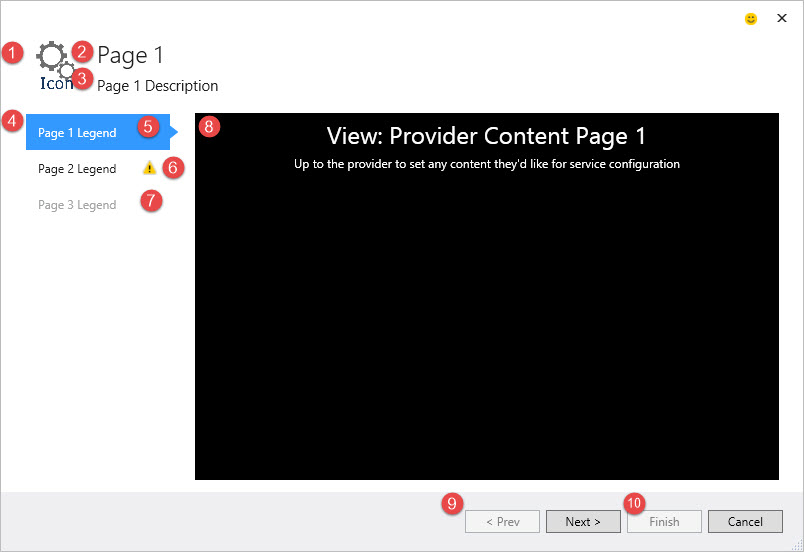 1
2 Page 1
Icon 3 Page 1 Description
4 Page 1 Legend 5
Page 2 Legend 6
Page 3 Legend 7
8 View: Provider Content Page 1
Up to the provider to set any content they'd like for service configuration
9 < Prev
Next >
10 Finish
Cancel